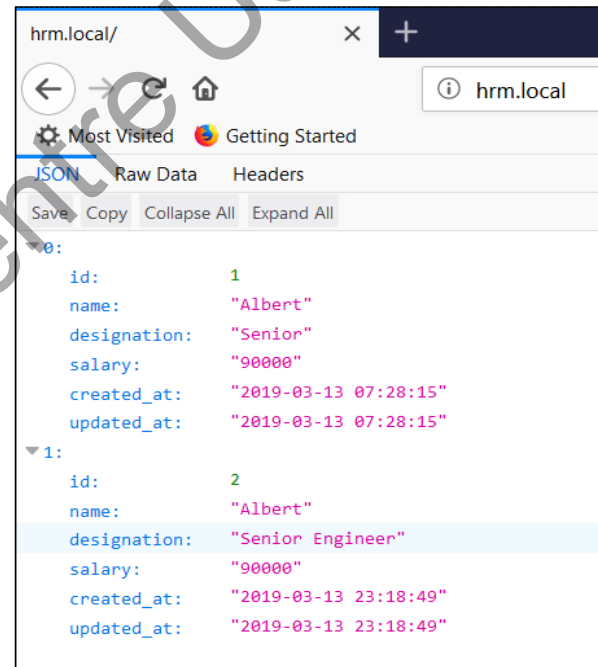 hrm.local/
hrm.local
Most Visited Getting Started
JSON Raw Data Headers
Save Copy Collapse All Expand All
0:
id: 1
name: "Albert"
designation: "Senior"
salary: "90000"
created_at: "2019-03-13 07:28:15"
updated_at: "2019-03-13 07:28:15"
1:
id: 2
name: "Albert"
designation: "Senior Engineer"
salary: "90000"
created_at: "2019-03-13 23:18:49"
updated_at: "2019-03-13 23:18:49"